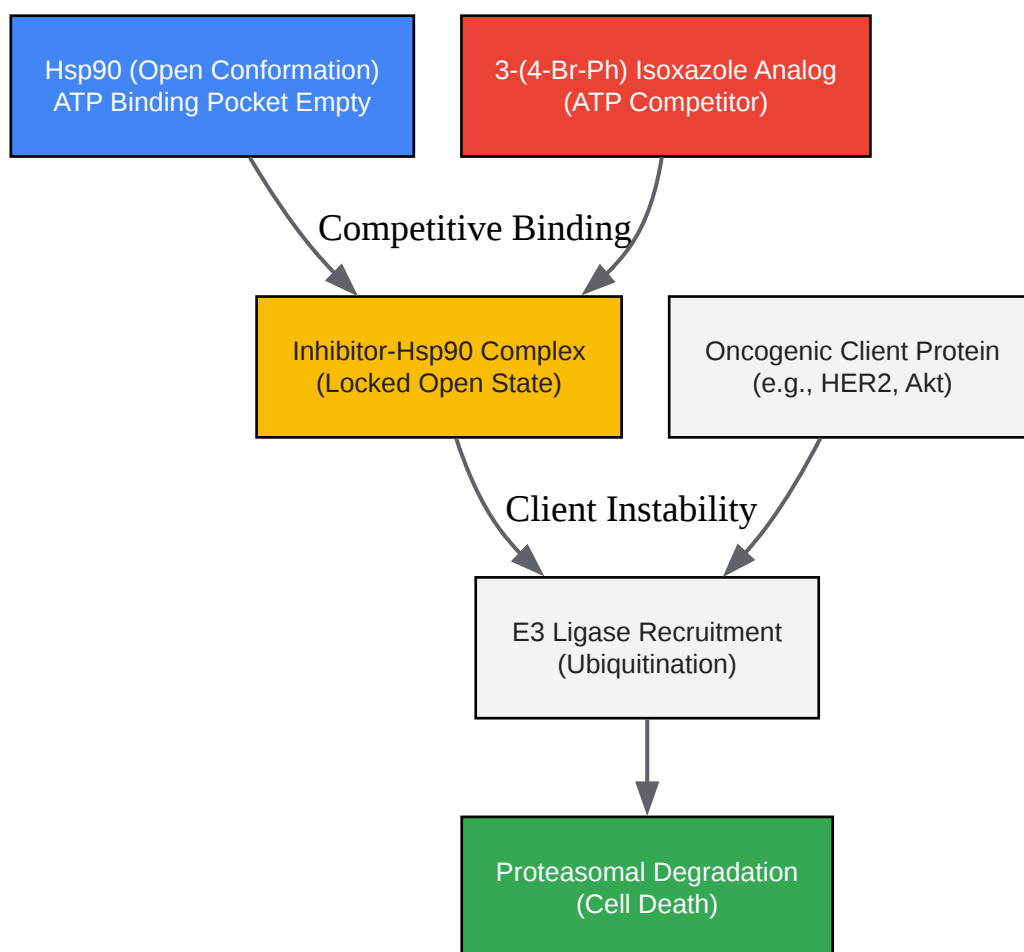 Hsp90 (Open Conformation)
ATP Binding Pocket Empty
3-(4-Br-Ph) Isoxazole Analog
(ATP Competitor)
Competitive Binding
Inhibitor-Hsp90 Complex
(Locked Open State)
Oncogenic Client Protein
(e.g., HER2, Akt)
Client Instability
E3 Ligase Recruitment
(Ubiquitination)
Proteasomal Degradation
(Cell Death)